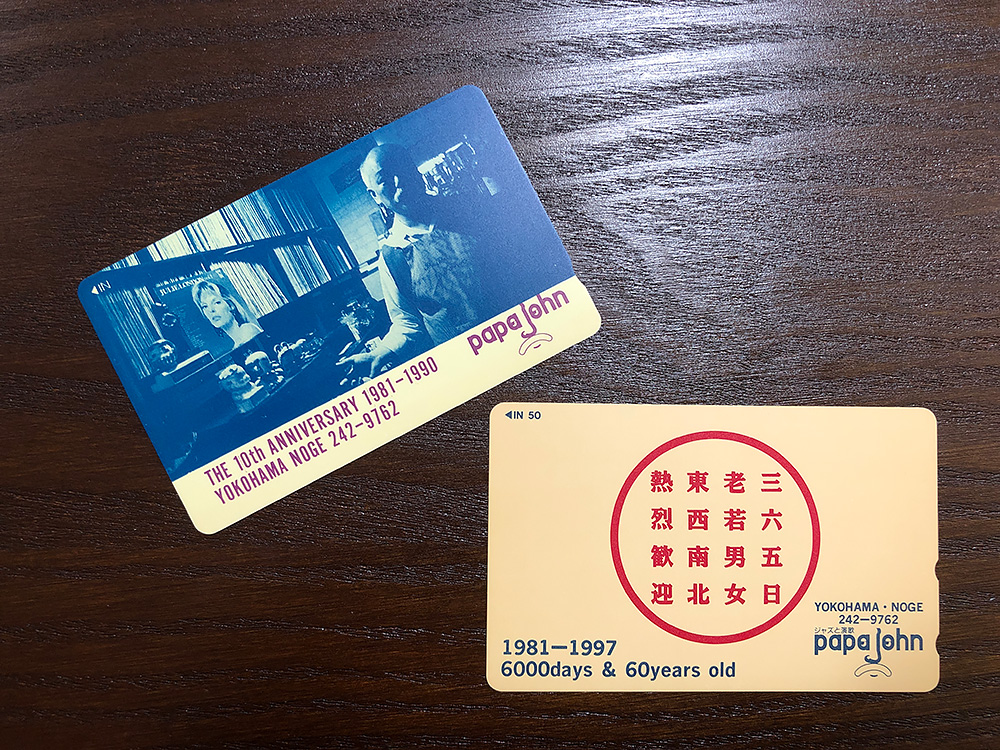 ◀IN
JULIE LONDON
papa John
THE 10th ANNIVERSARY 1981-1990
YOKOHAMA NOGE 242-9762
◀IN 50
三六五日
老若男女
東西南北
熱烈歓迎
YOKOHAMA・NOGE
242-9762
ジャズと演歌
papa John
1981-1997
6000days & 60years old